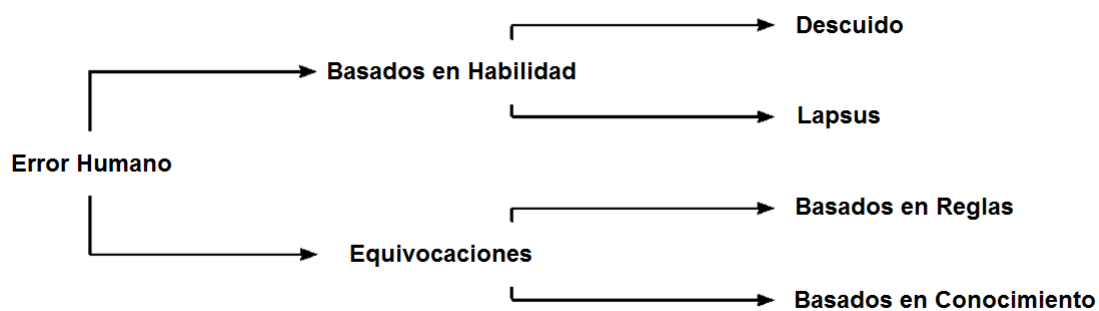 Descuido
Basados en Habilidad
Lapsus
Error Humano
Basados en Reglas
Equivocaciones
Basados en Conocimiento